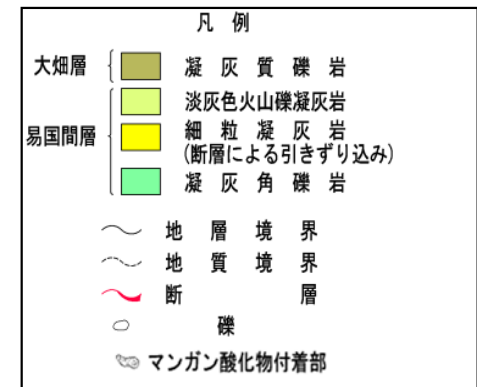 凡例
大畑層
凝灰質礫岩
易国間層
淡灰色火山礫凝灰岩
細粒凝灰岩
(断層による引きずり込み)
凝灰角礫岩
地層境界
地質境界
断層
礫
マンガン酸化物付着部